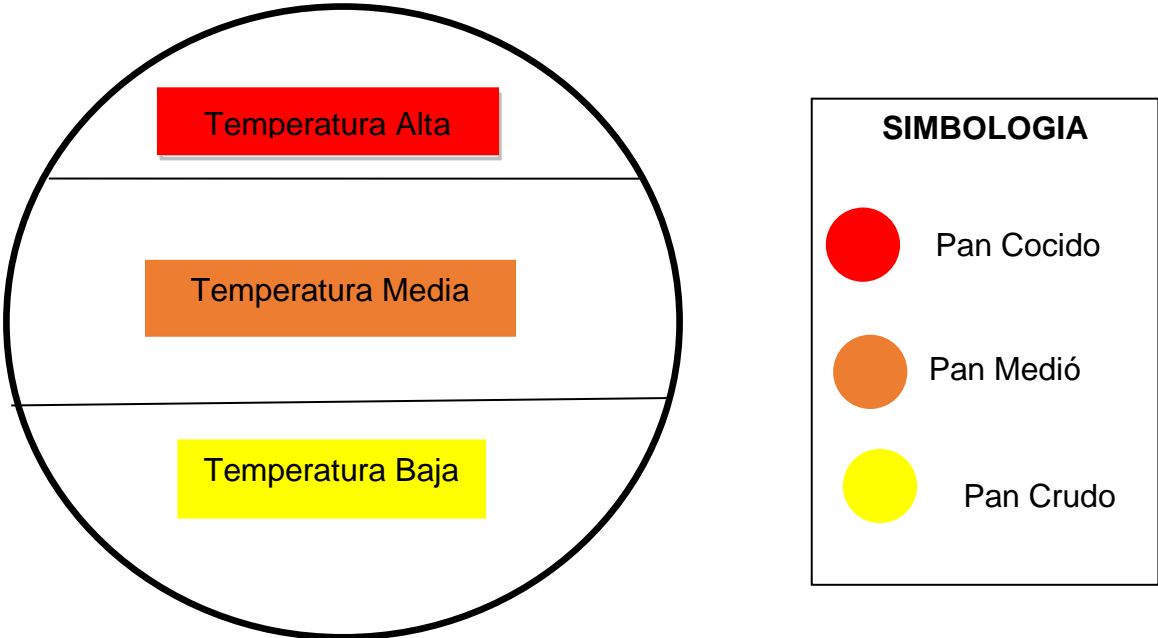 Temperatura Alta
Temperatura Media
Temperatura Baja
SIMBOLOGIA
Pan Cocido
Pan Medió
Pan Crudo